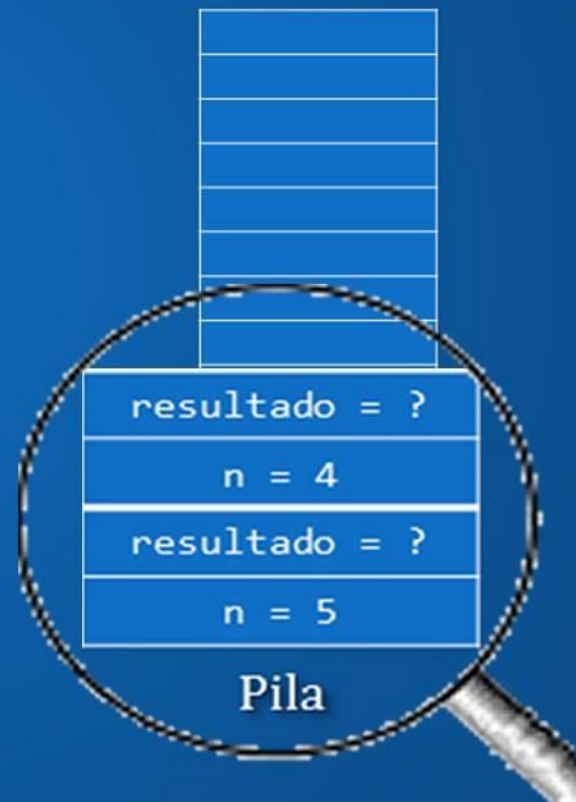 resultado = ?
n = 4
resultado = ?
n = 5
Pila